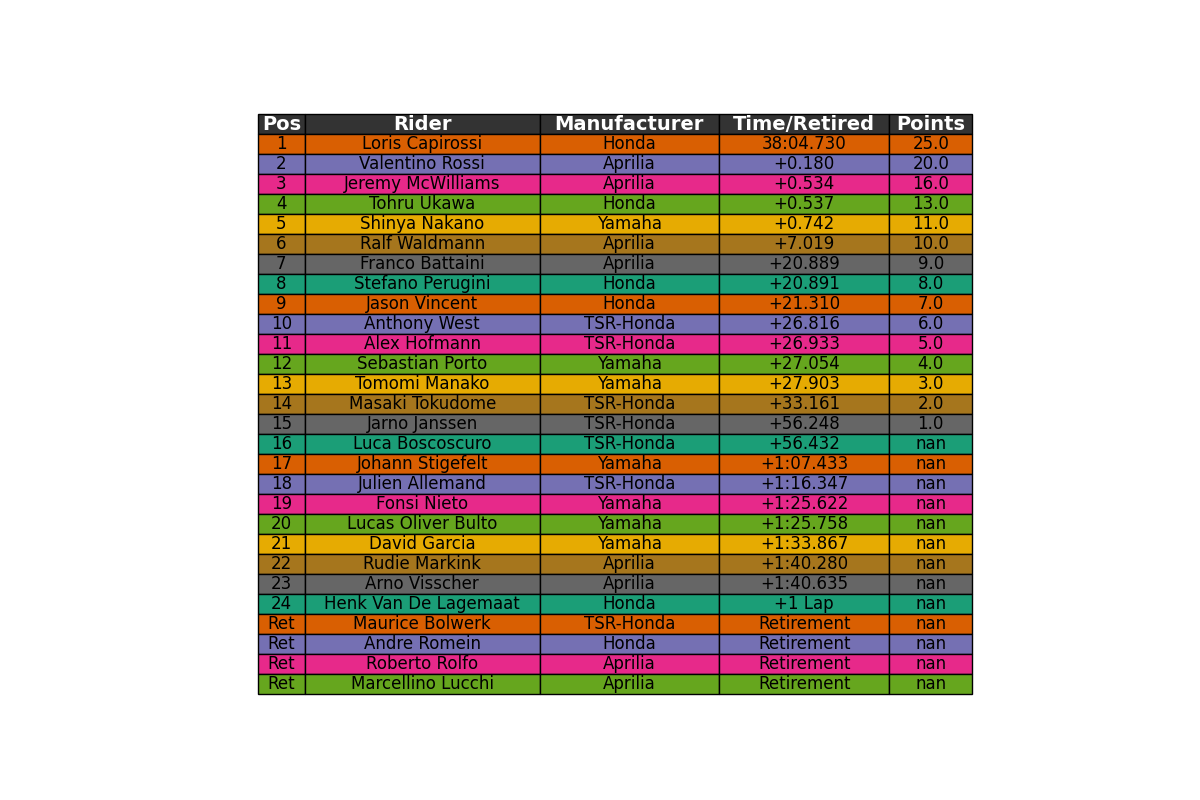 Pos Rider Manufacturer Time/Retired Points
1 Loris Capirossi Honda 38:04.730 25.0
2 Valentino Rossi Aprilia +0.180 20.0
3 Jeremy McWilliams Aprilia +0.534 16.0
4 Tohru Ukawa Honda +0.537 13.0
5 Shinya Nakano Yamaha +0.742 11.0
6 Ralf Waldmann Aprilia +7.019 10.0
7 Franco Battaini Aprilia +20.889 9.0
8 Stefano Perugini Honda +20.891 8.0
9 Jason Vincent Honda +21.310 7.0
10 Anthony West TSR-Honda +26.816 6.0
11 Alex Hofmann TSR-Honda +26.933 5.0
12 Sebastian Porto Yamaha +27.054 4.0
13 Tomomi Manako Yamaha +27.903 3.0
14 Masaki Tokudome TSR-Honda +33.161 2.0
15 Jarno Janssen TSR-Honda +56.248 1.0
16 Luca Boscoscuro TSR-Honda +56.432 nan
17 Johann Stigefelt Yamaha +1:07.433 nan
18 Julien Allemand TSR-Honda +1:16.347 nan
19 Fonsi Nieto Yamaha +1:25.622 nan
20 Lucas Oliver Bulto Yamaha +1:25.758 nan
21 David Garcia Yamaha +1:33.867 nan
22 Rudie Markink Aprilia +1:40.280 nan
23 Arno Visscher Aprilia +1:40.635 nan
24 Henk Van De Lagemaat Honda +1 Lap nan
Ret Maurice Bolwerk TSR-Honda Retirement nan
Ret Andre Romein Honda Retirement nan
Ret Roberto Rolfo Aprilia Retirement nan
Ret Marcellino Lucchi Aprilia Retirement nan